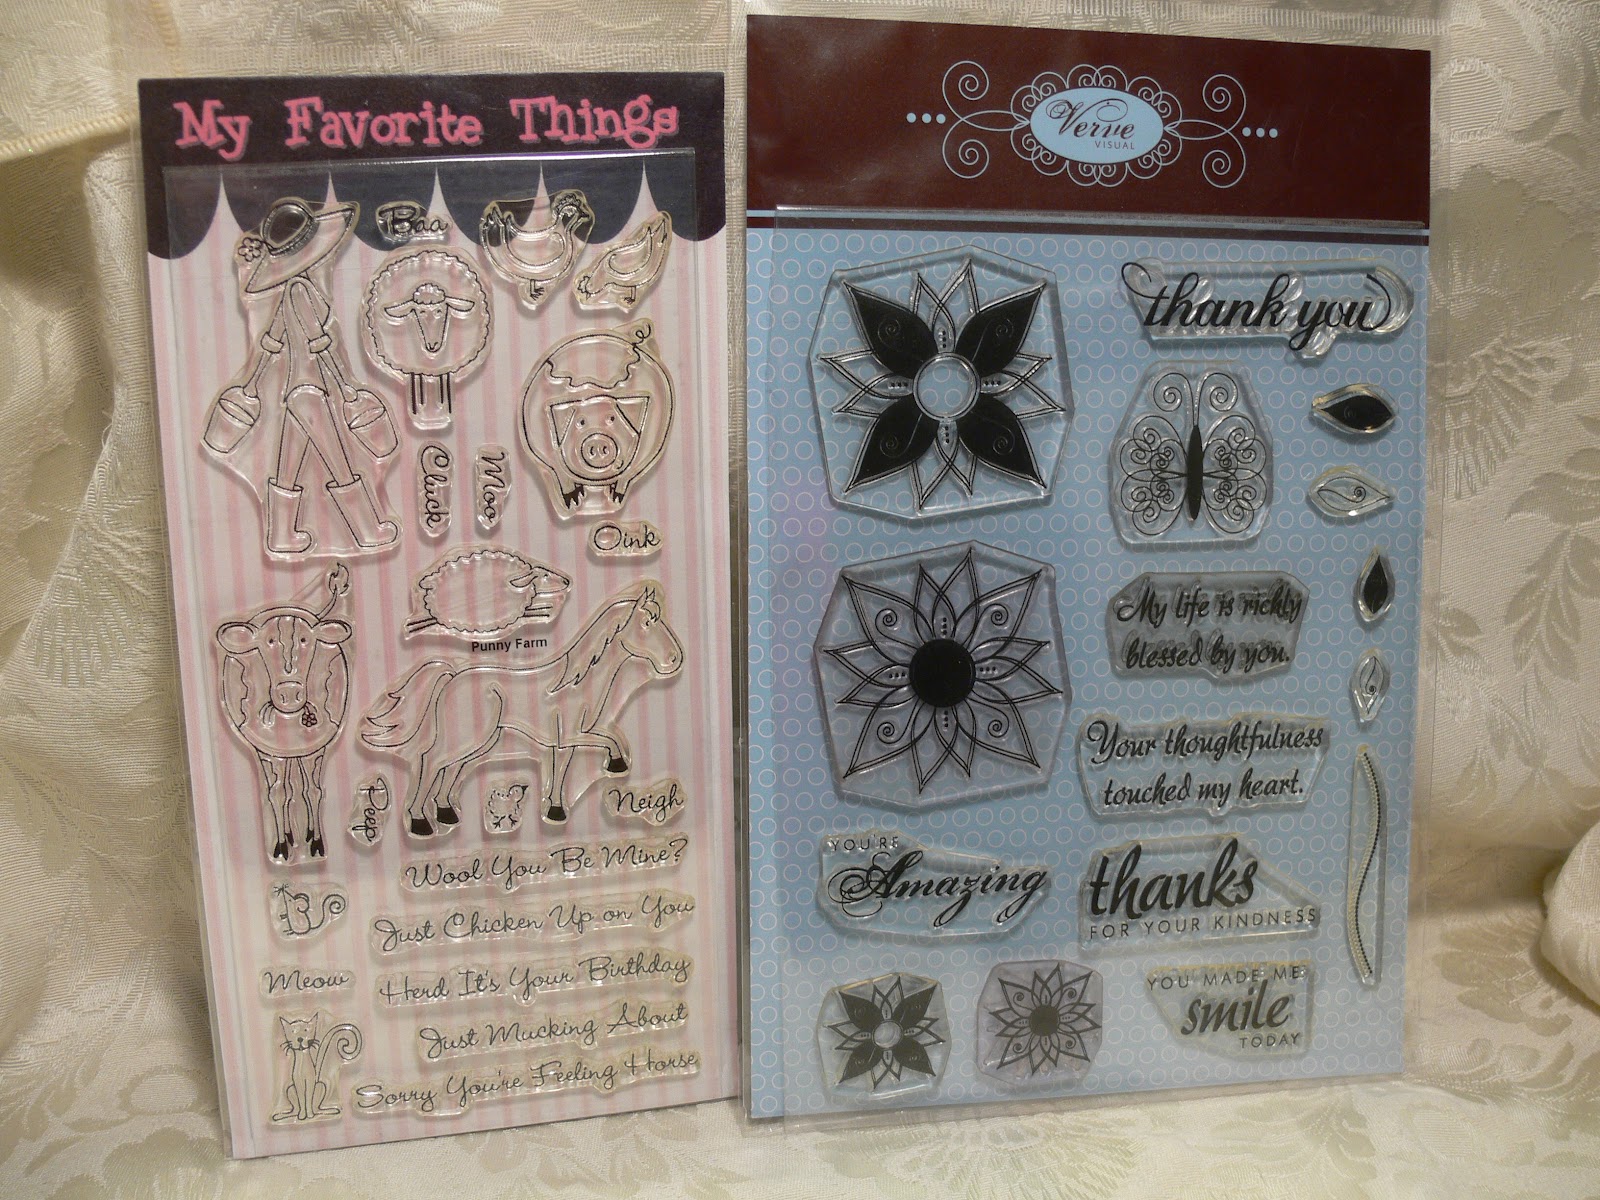 My Favorite Things
Baa
Cluck
Moo
Oink
Punny Farm
Peep
Neigh
Wool You Be Mine?
Just Chicken Up on You
Herd It's Your Birthday
Meow
Just Mucking About
Sorry You're Feeling Horse
Verve
VISUAL
thank you
My life is richly
blessed by you.
Your thoughtfulness
touched my heart.
YOU'RE
Amazing
thanks
FOR YOUR KINDNESS
YOU MADE ME
smile
TODAY